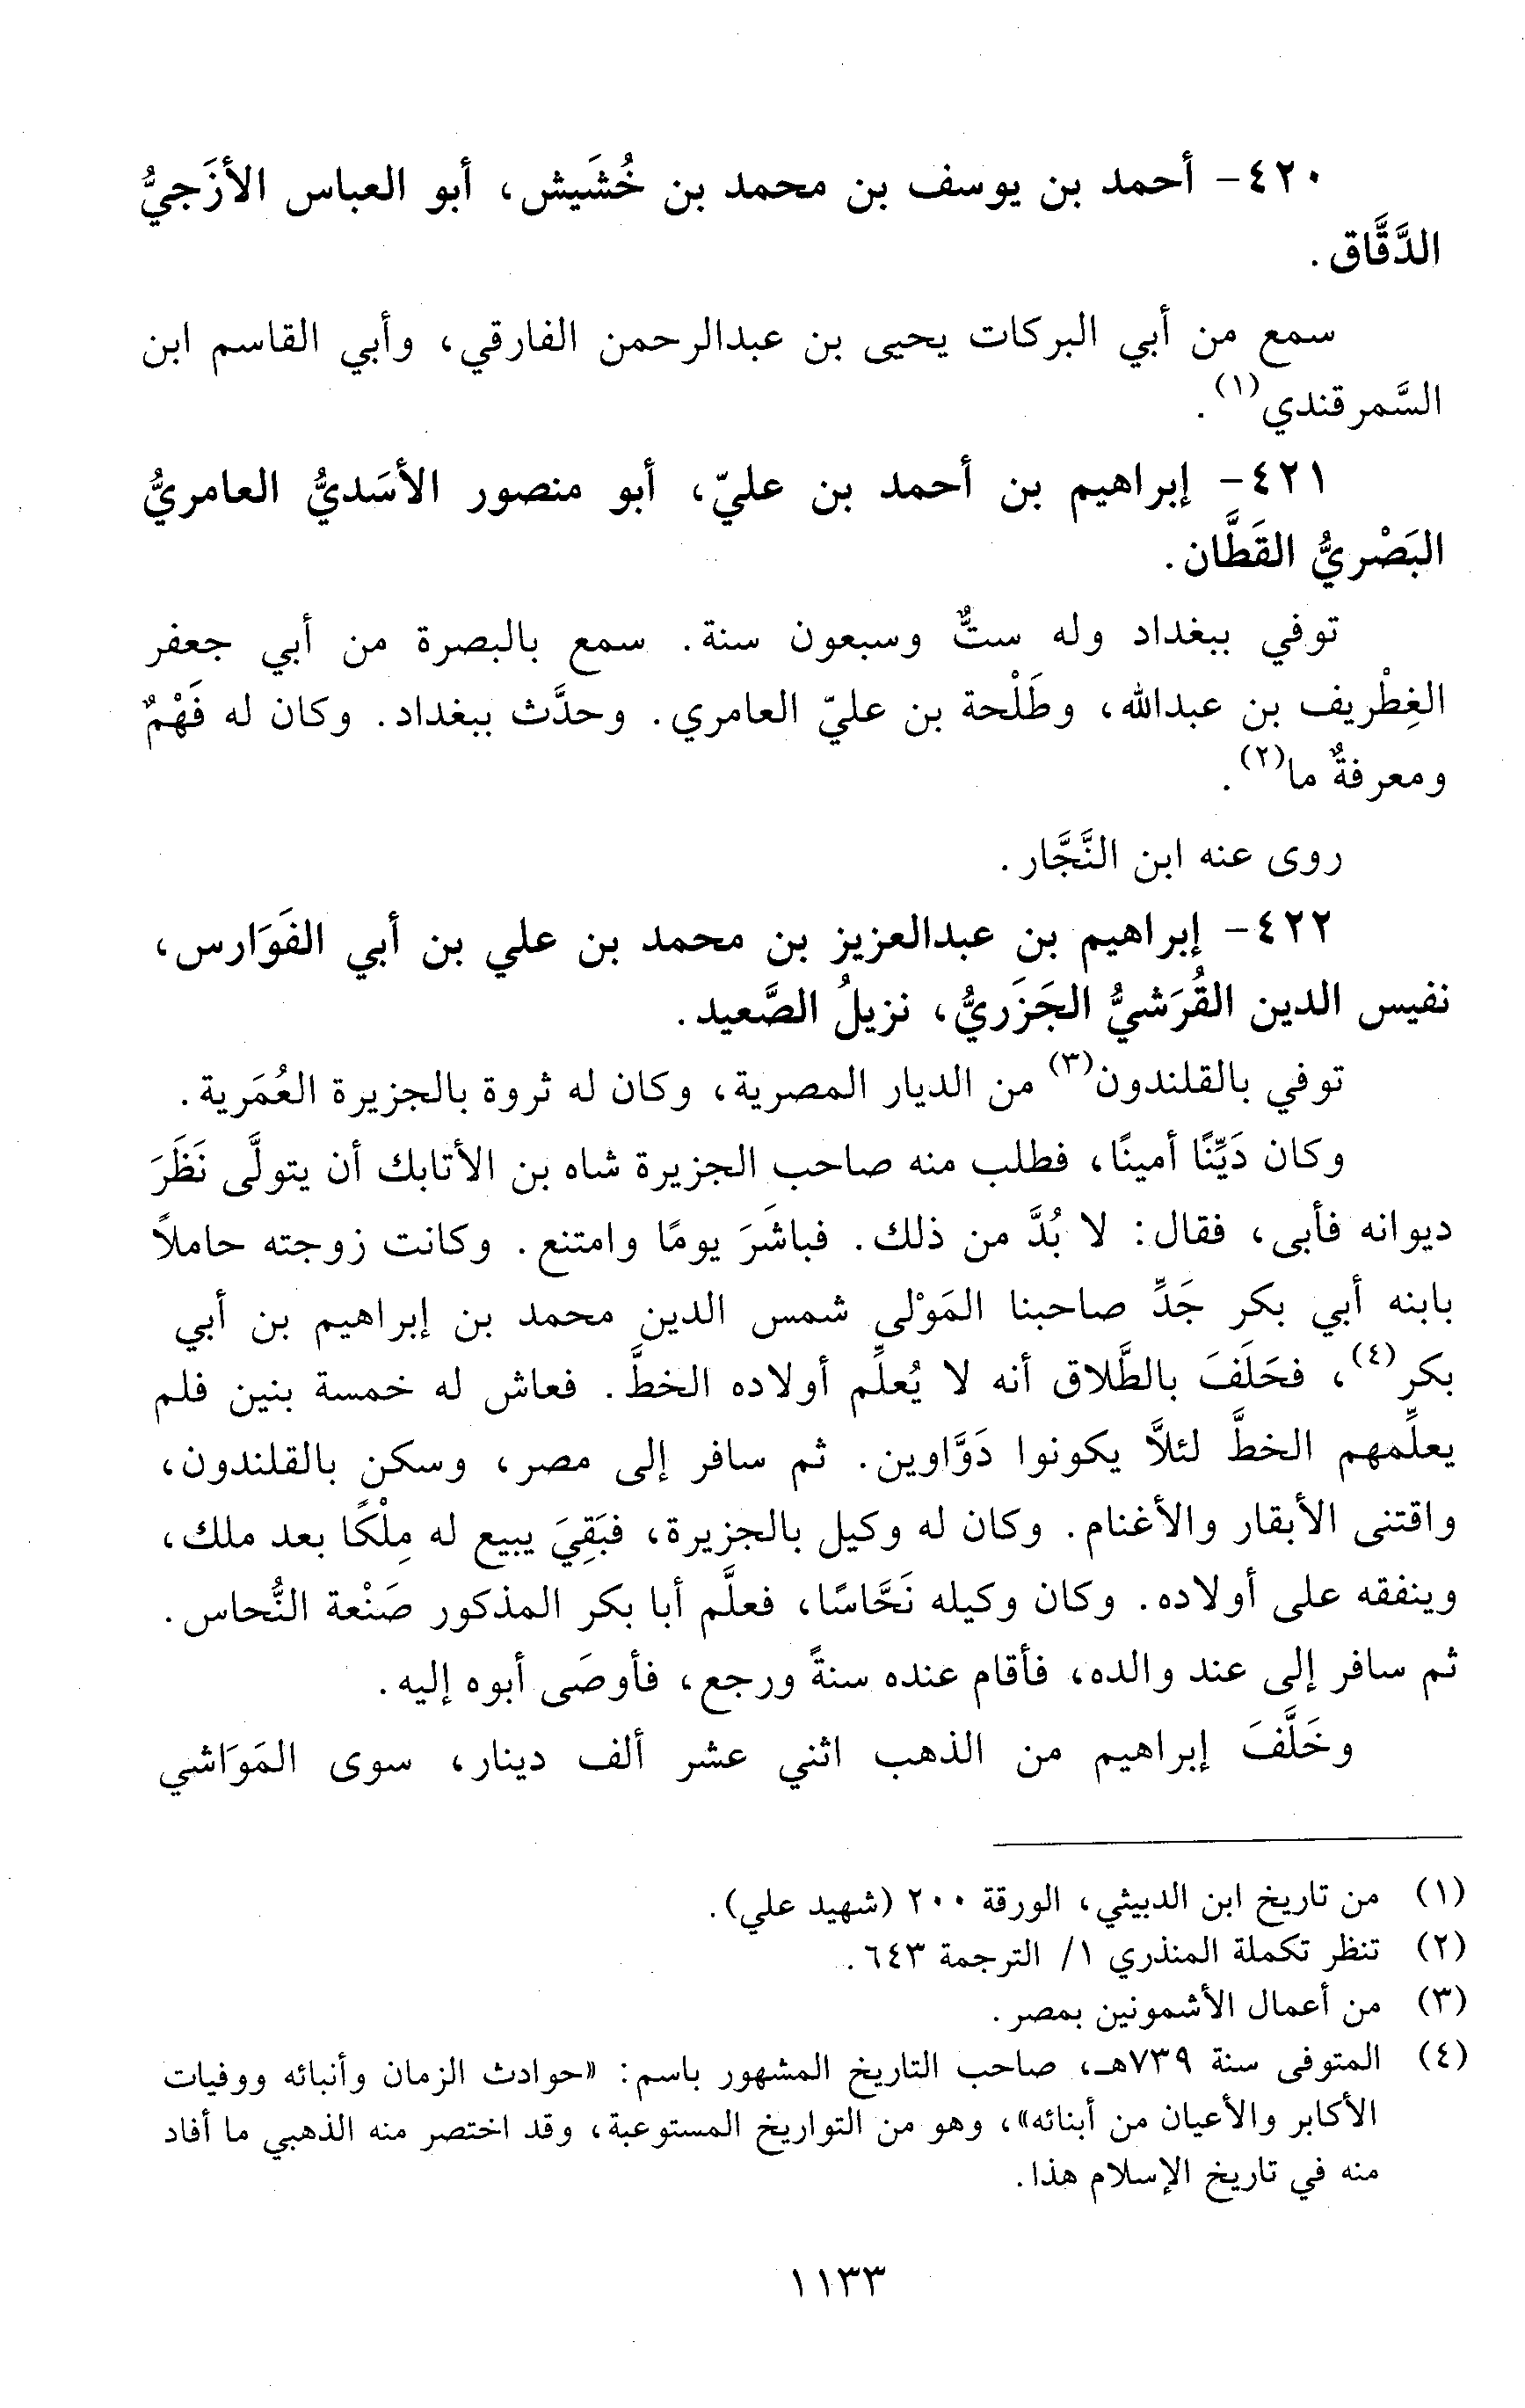 ٤٢٠- أحمد بن يوسف بن محمد بن خُشَيش، أبو العباس الأزَجيُّ
الدَّقَّاق.
سمع من أبي البركات يحيى بن عبدالرحمن الفارقي، وأبي القاسم ابن
السَّمرقندي(١).
٤٢١- إبراهيم بن أحمد بن عليّ، أبو منصور الأسَديُّ العامريُّ
البَصْريُّ القَطَّان.
توفي ببغداد وله ستٌّ وسبعون سنة. سمع بالبصرة من أبي جعفر
الغِطْريف بن عبدالله، وطَلْحة بن عليّ العامري. وحدَّث ببغداد. وكان له فَهْمٌ
ومعرفةٌ ما(٢).
روى عنه ابن النَّجَّار.
٤٢٢- إبراهيم بن عبدالعزيز بن محمد بن علي بن أبي الفَوَارس،
نفيس الدين القُرَشيُّ الجَزَريُّ، نزيلُ الصَّعيد.
توفي بالقلندون(٣) من الديار المصرية، وكان له ثروة بالجزيرة العُمَرية.
وكان دَيِّنًا أمينًا، فطلب منه صاحب الجزيرة شاه بن الأتابك أن يتولَّى نَظَرَ
ديوانه فأبى، فقال: لا بُدَّ من ذلك. فباشَرَ يومًا وامتنع. وكانت زوجته حاملاً
بابنه أبي بكر جَدِّ صاحبنا المَوْلى شمس الدين محمد بن إبراهيم بن أبي
بكر(٤)، فحَلَفَ بالطَّلاق أنه لا يُعلِّم أولاده الخطَّ. فعاش له خمسة بنين فلم
يعلِّمهم الخطَّ لئلاَّ يكونوا دَوَّاوين. ثم سافر إلى مصر، وسكن بالقلندون،
واقتنى الأبقار والأغنام. وكان له وكيل بالجزيرة، فبَقِيَ يبيع له مِلْكًا بعد ملك،
وينفقه على أولاده. وكان وكيله نَحَّاسًا، فعلَّم أبا بكر المذكور صَنْعة النُّحاس.
ثم سافر إلى عند والده، فأقام عنده سنةً ورجع، فأوصَى أبوه إليه.
وخَلَّفَ إبراهيم من الذهب اثني عشر ألف دينار، سوى المَوَاشي
(١) من تاريخ ابن الدبيثي، الورقة ٢٠٠ (شهيد علي).
(٢) تنظر تكملة المنذري ١/ الترجمة ٦٤٣.
(٣) من أعمال الأشمونين بمصر.
(٤) المتوفى سنة ٧٣٩هـ، صاحب التاريخ المشهور باسم: «حوادث الزمان وأنبائه ووفيات
الأكابر والأعيان من أبنائه»، وهو من التواريخ المستوعبة، وقد اختصر منه الذهبي ما أفاد
منه في تاريخ الإسلام هذا.
١١٣٣